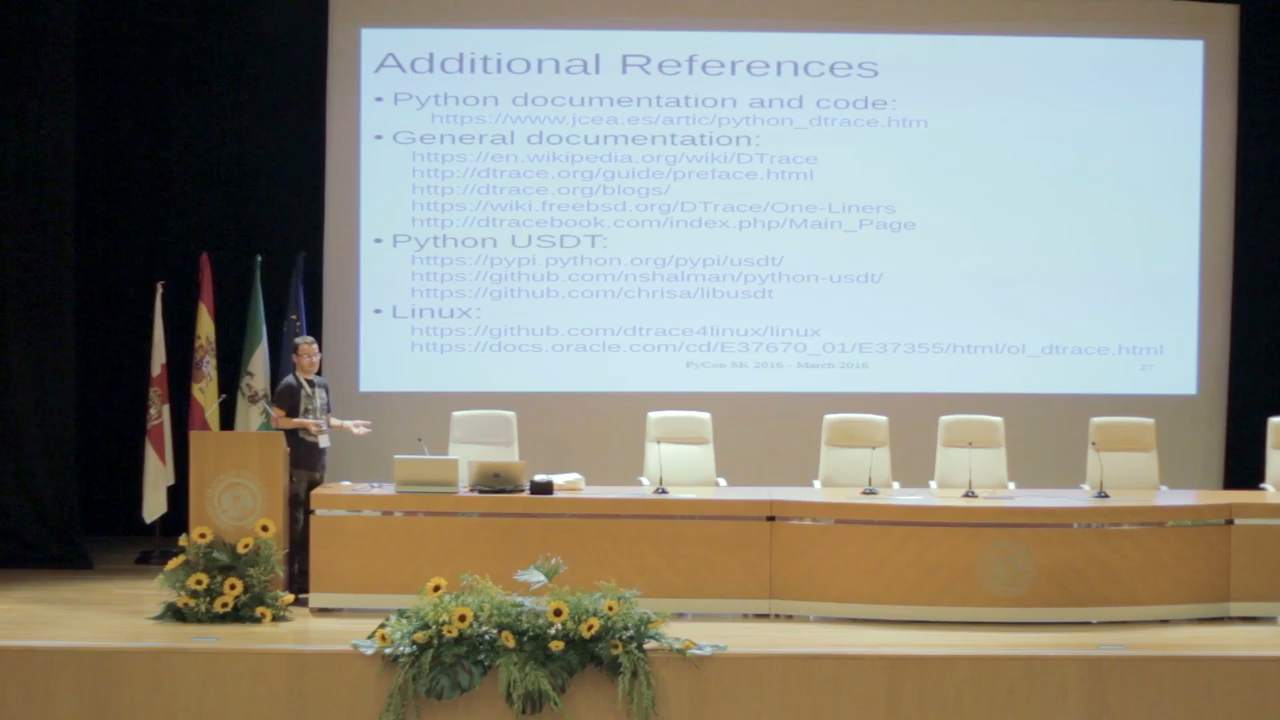 Additional References
• Python documentation and code:
https://www.jcea.es/artic/python_dtrace.htm
• General documentation:
https://en.wikipedia.org/wiki/DTrace
http://dtrace.org/guide/preface.html
http://dtrace.org/blogs/
https://wiki.freebsd.org/DTrace/One-Liners
http://dtracebook.com/index.php/Main_Page
• Python USDT:
https://pypi.python.org/pypi/usdt/
https://github.com/nshalman/python-usdt/
https://github.com/chrisa/libusdt
• Linux:
https://github.com/dtrace4linux/linux
https://docs.oracle.com/cd/E37670_01/E37355/html/ol_dtrace.html
PyCon SK 2016 - March 2016
27